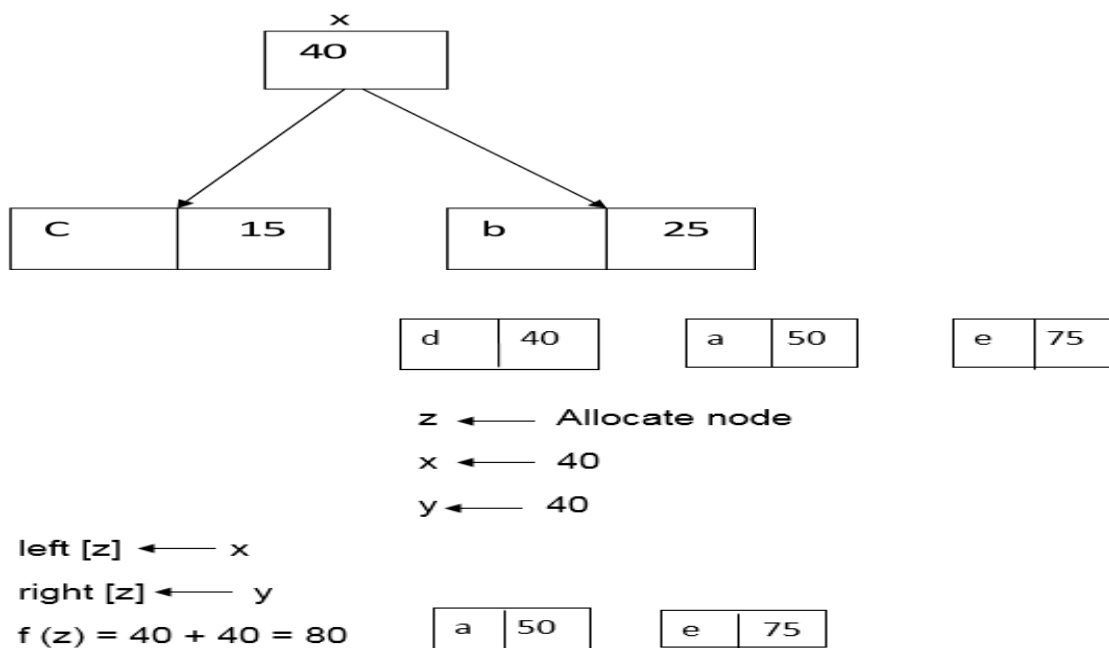 x
40
C 15 b 25
d 40 a 50 e 75
z ← Allocate node
x ← 40
y ← 40
left [z] ← x
right [z] ← y
f (z) = 40 + 40 = 80 a 50 e 75